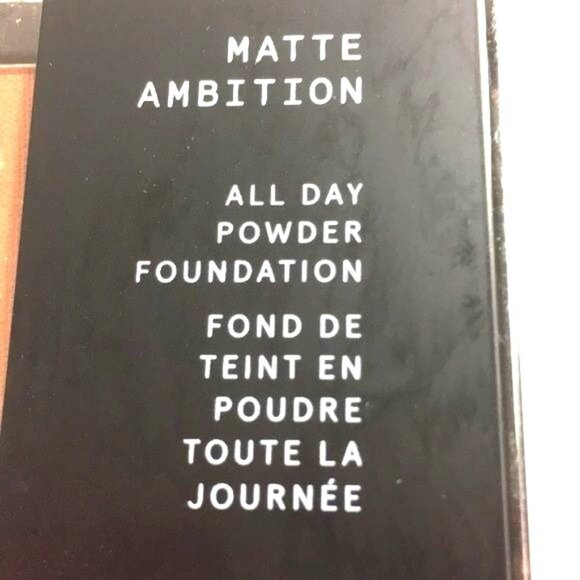 MATTE
AMBITION
ALL DAY
POWDER
FOUNDATION
FOND DE
TEINT EN
POUDRE
TOUTE LA
JOURNÉE